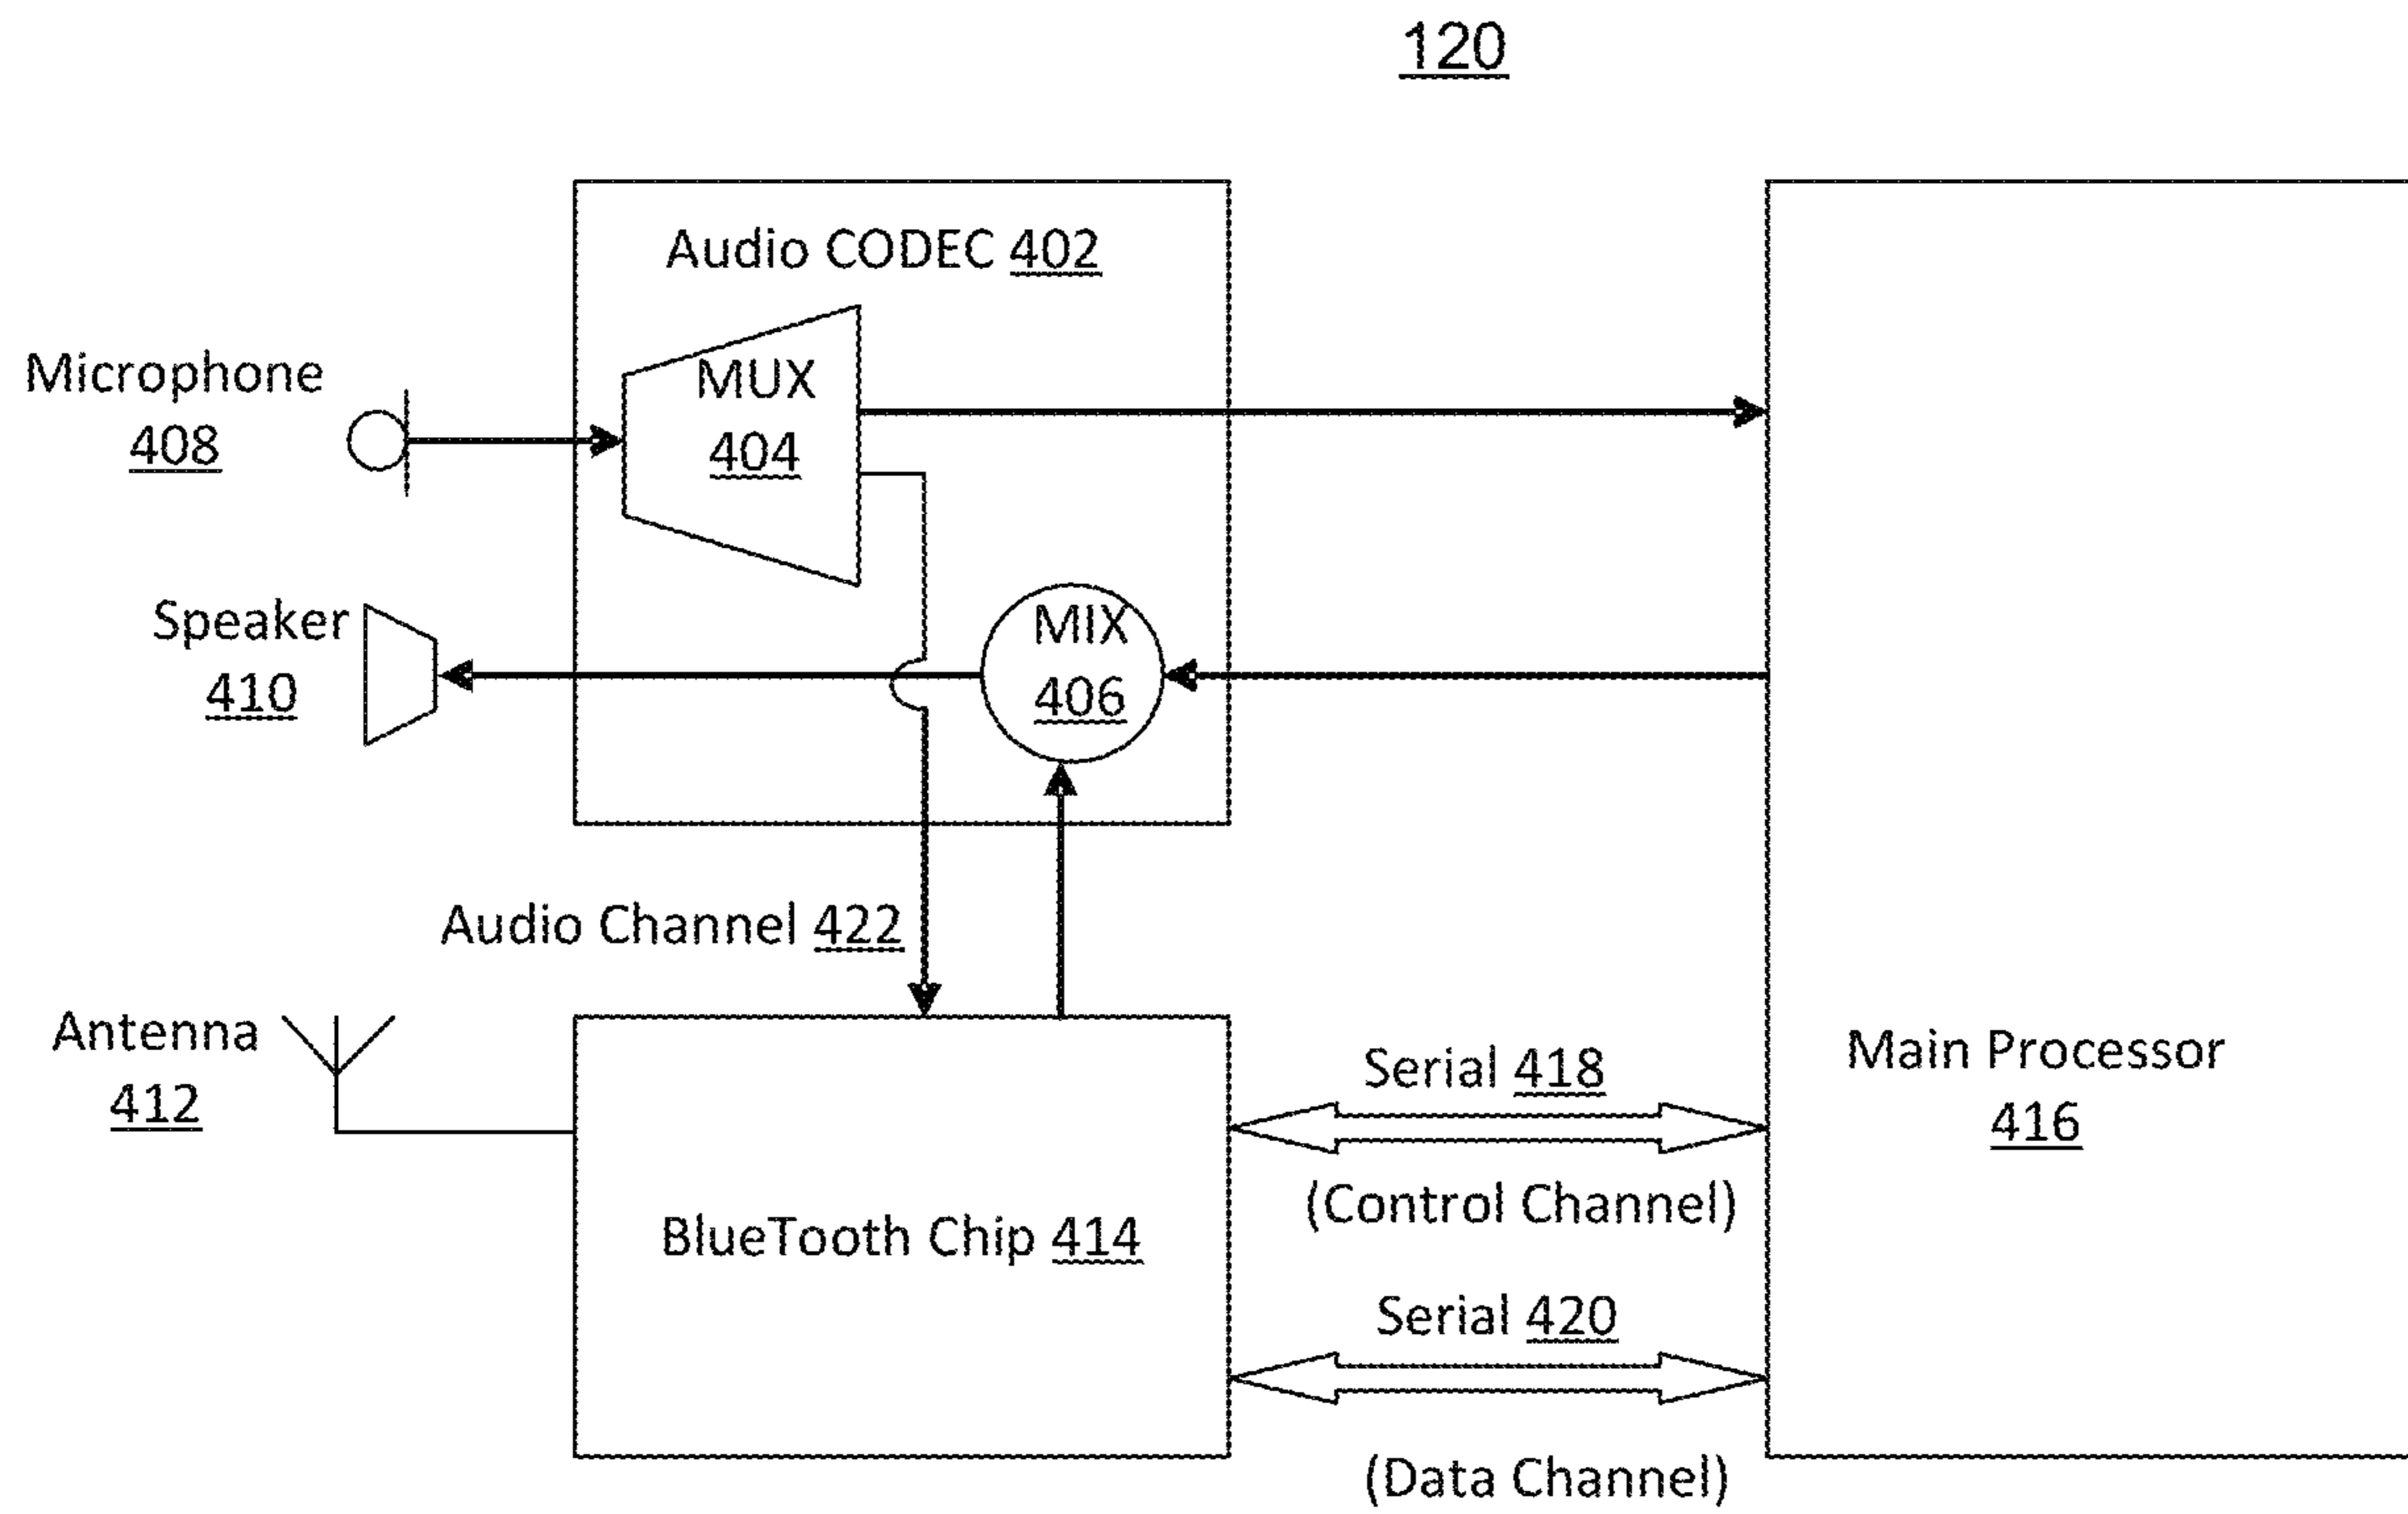 120
Audio CODEC 402
Microphone
408
MUX
404
Speaker
410
MIX
406
Audio Channel 422
Antenna
412
Serial 418
(Control Channel)
Main Processor
416
BlueTooth Chip 414
Serial 420
(Data Channel)